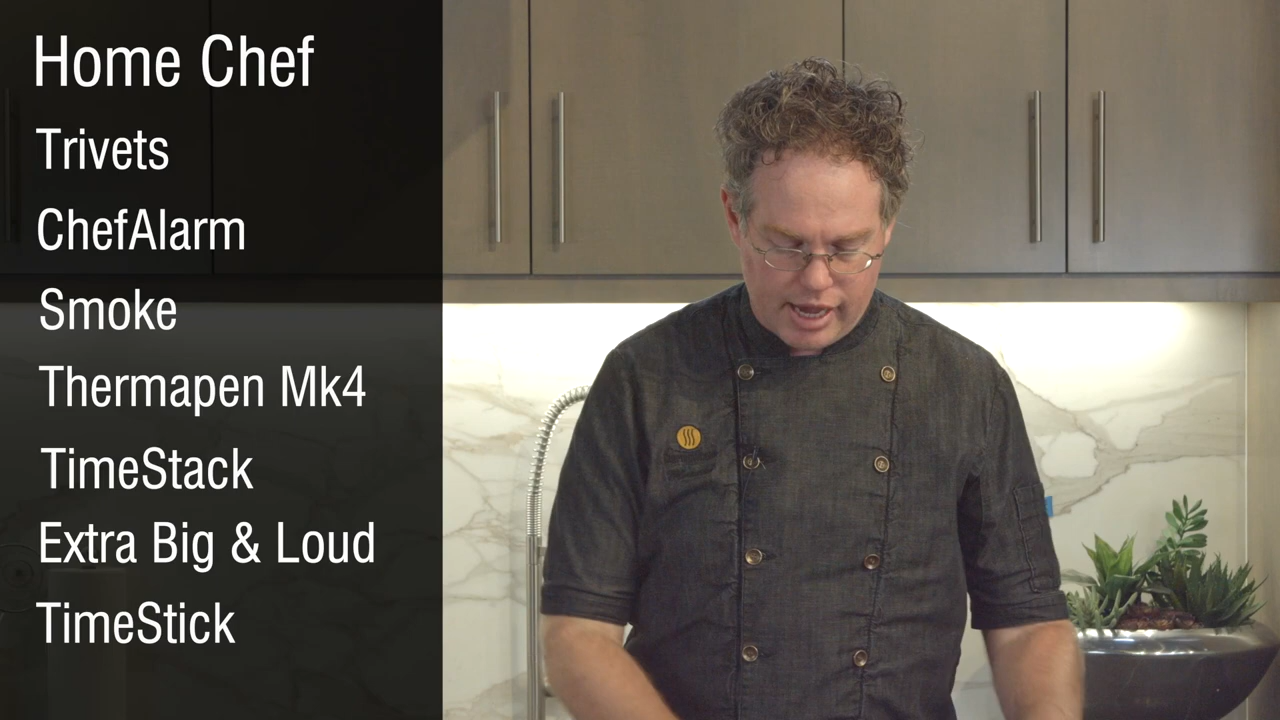 Home Chef
Trivets
ChefAlarm
Smoke
Thermapen Mk4
TimeStack
Extra Big & Loud
TimeStick